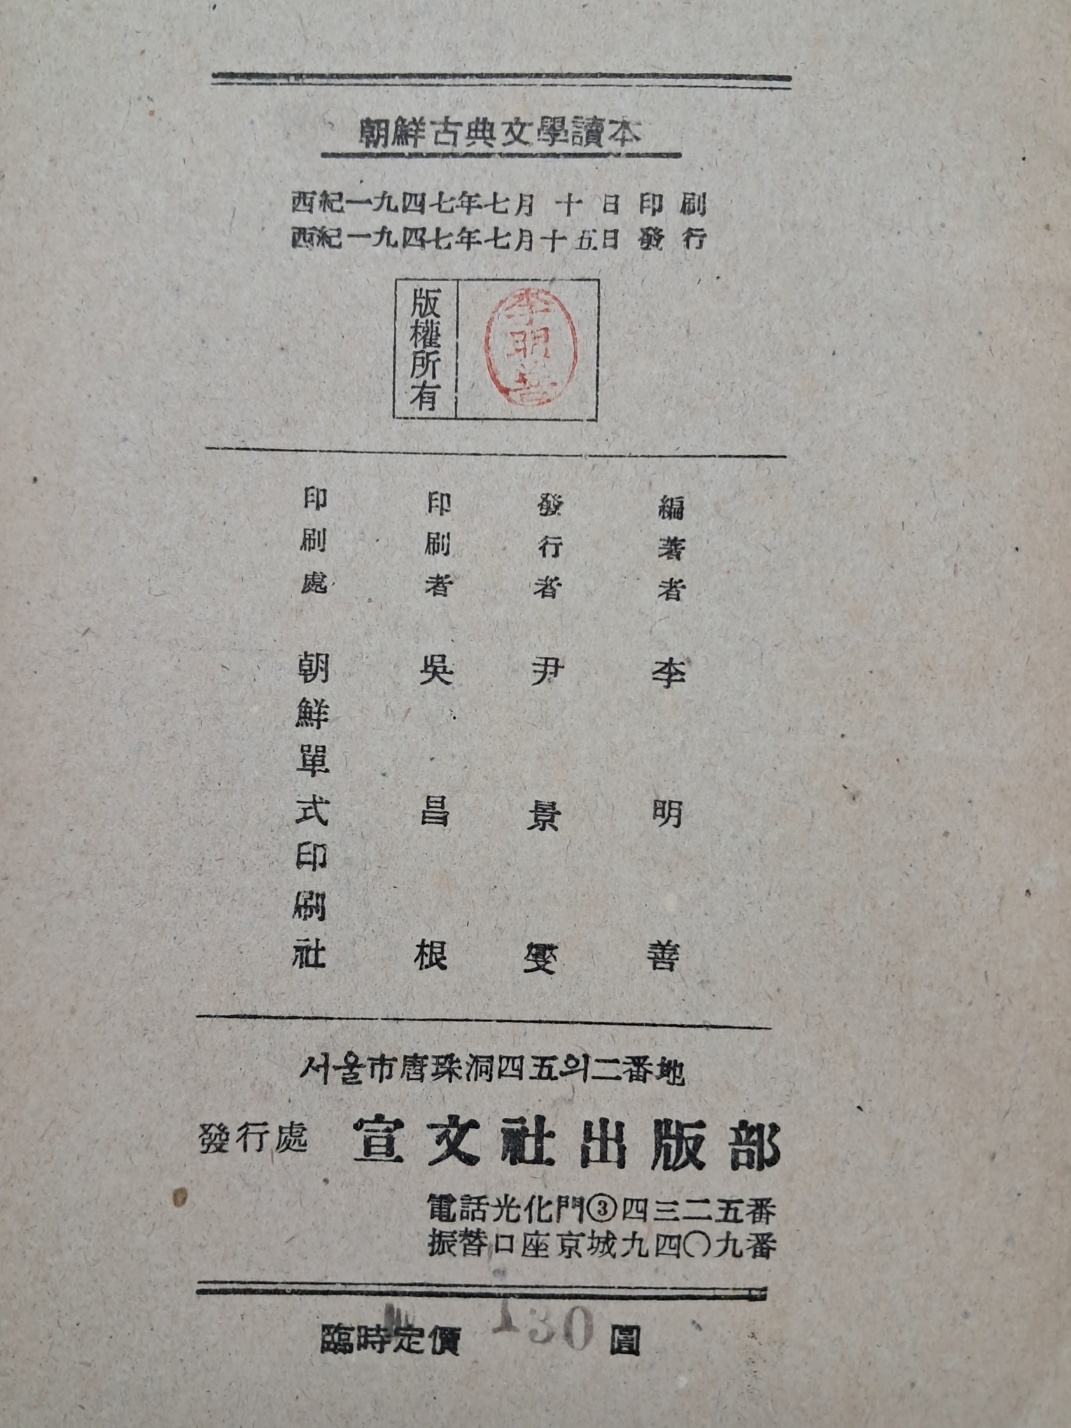 朝鮮古典文學讀本
西紀一九四七年七月十日印刷
西紀一九四七年七月十五日發行
版權所有
李明善
編著者 李明善
發行者 尹景燮
印刷者 吳昌根
印刷處 朝鮮單式印刷社
서울市唐珠洞四五의二番地
發行處 宣文社出版部
電話光化門③四三二五番
振替口座京城九四〇九番
臨時定價 130 圓